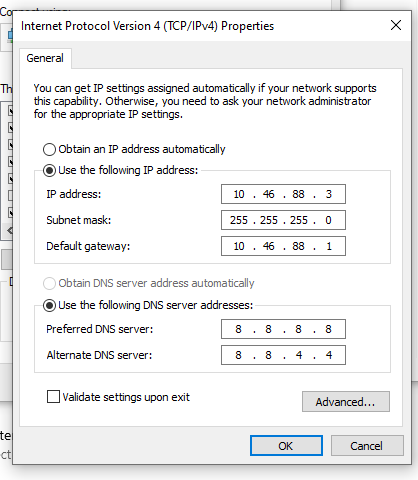 Internet Protocol Version 4 (TCP/IPv4) Properties
General
You can get IP settings assigned automatically if your network supports
this capability. Otherwise, you need to ask your network administrator
for the appropriate IP settings.
Obtain an IP address automatically
Use the following IP address:
IP address: 10 . 46 . 88 . 3
Subnet mask: 255 . 255 . 255 . 0
Default gateway: 10 . 46 . 88 . 1
Obtain DNS server address automatically
Use the following DNS server addresses:
Preferred DNS server: 8 . 8 . 8 . 8
Alternate DNS server: 8 . 8 . 4 . 4
Validate settings upon exit
Advanced...
OK Cancel